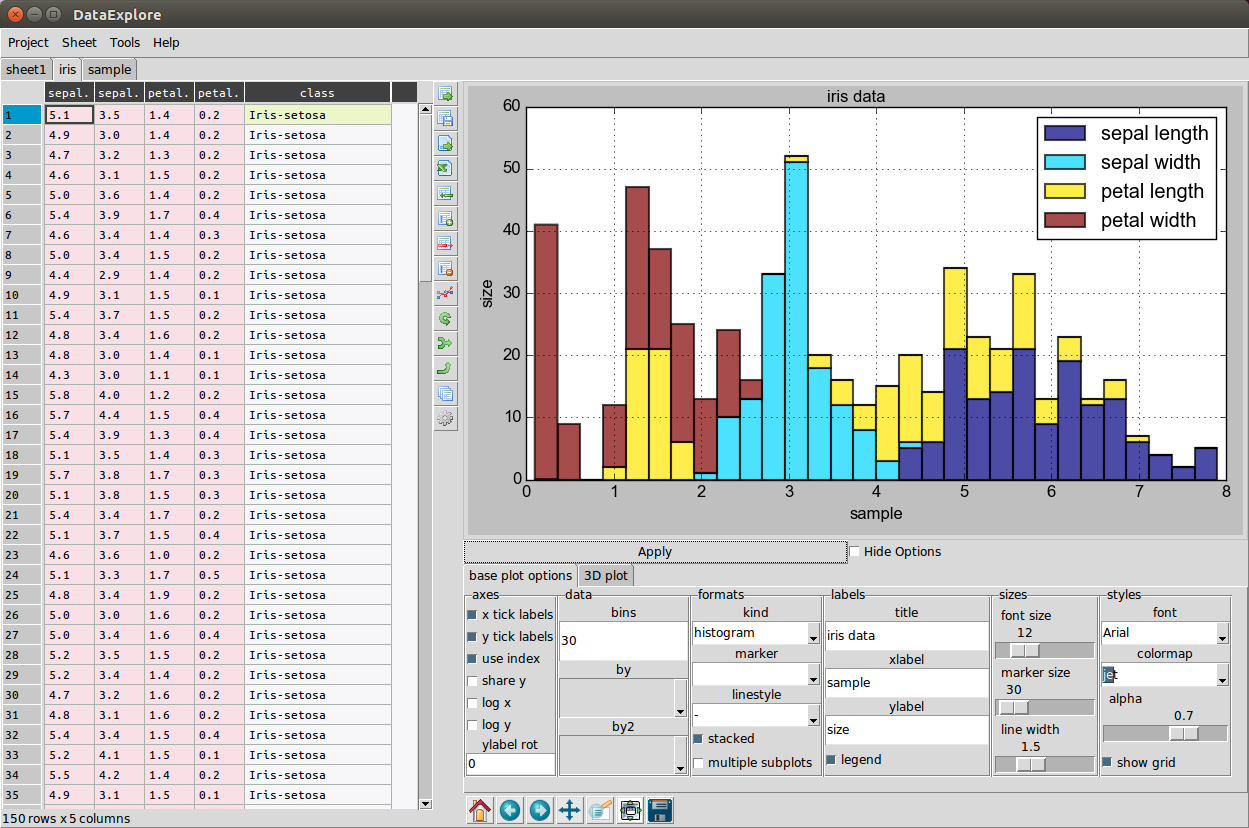 DataExplore
Project Sheet Tools Help
sheet1 iris sample
sepal. sepal. petal. petal. class
1 5.1 3.5 1.4 0.2 Iris-setosa
2 4.9 3.0 1.4 0.2 Iris-setosa
3 4.7 3.2 1.3 0.2 Iris-setosa
4 4.6 3.1 1.5 0.2 Iris-setosa
5 5.0 3.6 1.4 0.2 Iris-setosa
6 5.4 3.9 1.7 0.4 Iris-setosa
7 4.6 3.4 1.4 0.3 Iris-setosa
8 5.0 3.4 1.5 0.2 Iris-setosa
9 4.4 2.9 1.4 0.2 Iris-setosa
10 4.9 3.1 1.5 0.1 Iris-setosa
11 5.4 3.7 1.5 0.2 Iris-setosa
12 4.8 3.4 1.6 0.2 Iris-setosa
13 4.8 3.0 1.4 0.1 Iris-setosa
14 4.3 3.0 1.1 0.1 Iris-setosa
15 5.8 4.0 1.2 0.2 Iris-setosa
16 5.7 4.4 1.5 0.4 Iris-setosa
17 5.4 3.9 1.3 0.4 Iris-setosa
18 5.1 3.5 1.4 0.3 Iris-setosa
19 5.7 3.8 1.7 0.3 Iris-setosa
20 5.1 3.8 1.5 0.3 Iris-setosa
21 5.4 3.4 1.7 0.2 Iris-setosa
22 5.1 3.7 1.5 0.4 Iris-setosa
23 4.6 3.6 1.0 0.2 Iris-setosa
24 5.1 3.3 1.7 0.5 Iris-setosa
25 4.8 3.4 1.9 0.2 Iris-setosa
26 5.0 3.0 1.6 0.2 Iris-setosa
27 5.0 3.4 1.6 0.4 Iris-setosa
28 5.2 3.5 1.5 0.2 Iris-setosa
29 5.2 3.4 1.4 0.2 Iris-setosa
30 4.7 3.2 1.6 0.2 Iris-setosa
31 4.8 3.1 1.6 0.2 Iris-setosa
32 5.4 3.4 1.5 0.4 Iris-setosa
33 5.2 4.1 1.5 0.1 Iris-setosa
34 5.5 4.2 1.4 0.2 Iris-setosa
35 4.9 3.1 1.5 0.1 Iris-setosa
150 rows x 5 columns
iris data
60
50
40
30
20
10
0
size
0 1 2 3 4 5 6 7 8
sample
sepal length
sepal width
petal length
petal width
Apply
Hide Options
base plot options 3D plot
axes
x tick labels
y tick labels
use index
share y
log x
log y
ylabel rot
0
data
bins
30
by
by2
formats
kind
histogram
marker
linestyle
-
stacked
multiple subplots
labels
title
iris data
xlabel
sample
ylabel
size
legend
sizes
font size
12
marker size
30
line width
1.5
styles
font
Arial
colormap
jet
alpha
0.7
show grid